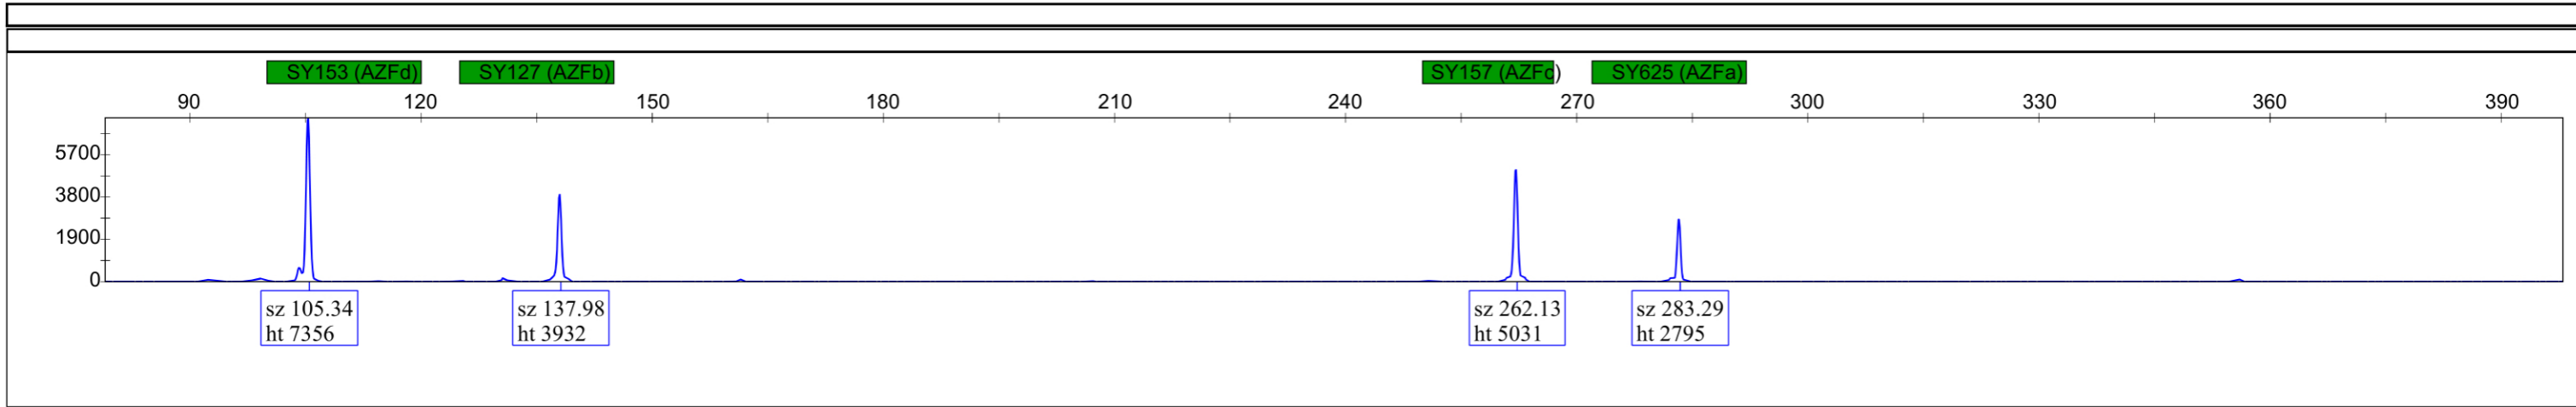 SY153 (AZFd) SY127 (AZFb) SY157 (AZFc) SY625 (AZFa)
90 120 150 180 210 240 270 300 330 360 390
5700
3800
1900
0
sz 105.34 sz 137.98 sz 262.13 sz 283.29
ht 7356 ht 3932 ht 5031 ht 2795